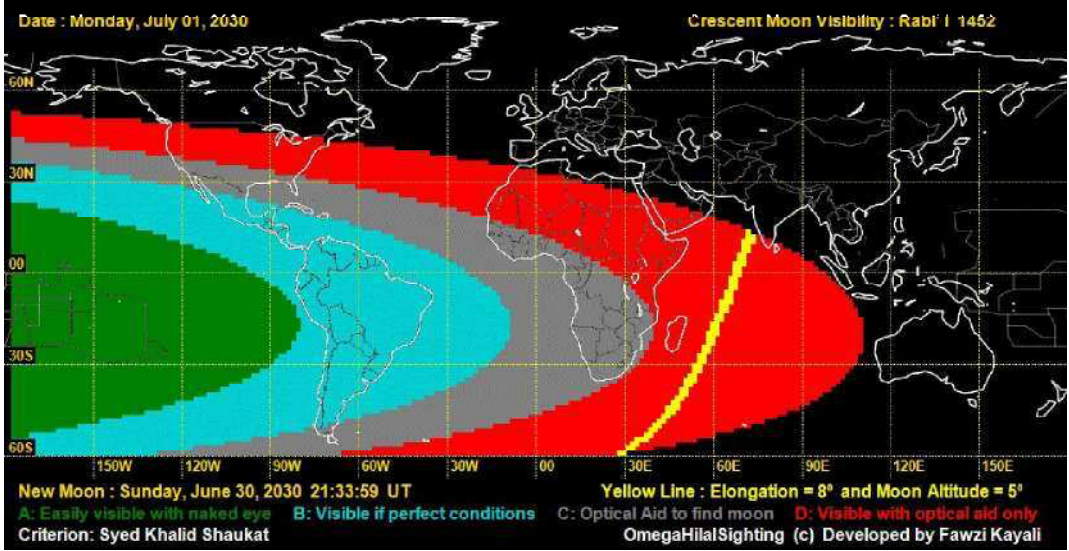 Date : Monday, July 01, 2030
Crescent Moon Visibility : Rabi' I 1452
60N
30N
00
30S
60S
150W 120W 90W 60W 30W 00 30E 60E 90E 120E 150E
New Moon : Sunday, June 30, 2030 21:33:59 UT
Yellow Line : Elongation = 8º and Moon Altitude = 5º
A: Easily visible with naked eye B: Visible if perfect conditions C: Optical Aid to find moon D: Visible with optical aid only
Criterion: Syed Khalid Shaukat
OmegaHilalSighting (c) Developed by Fawzi Kayali